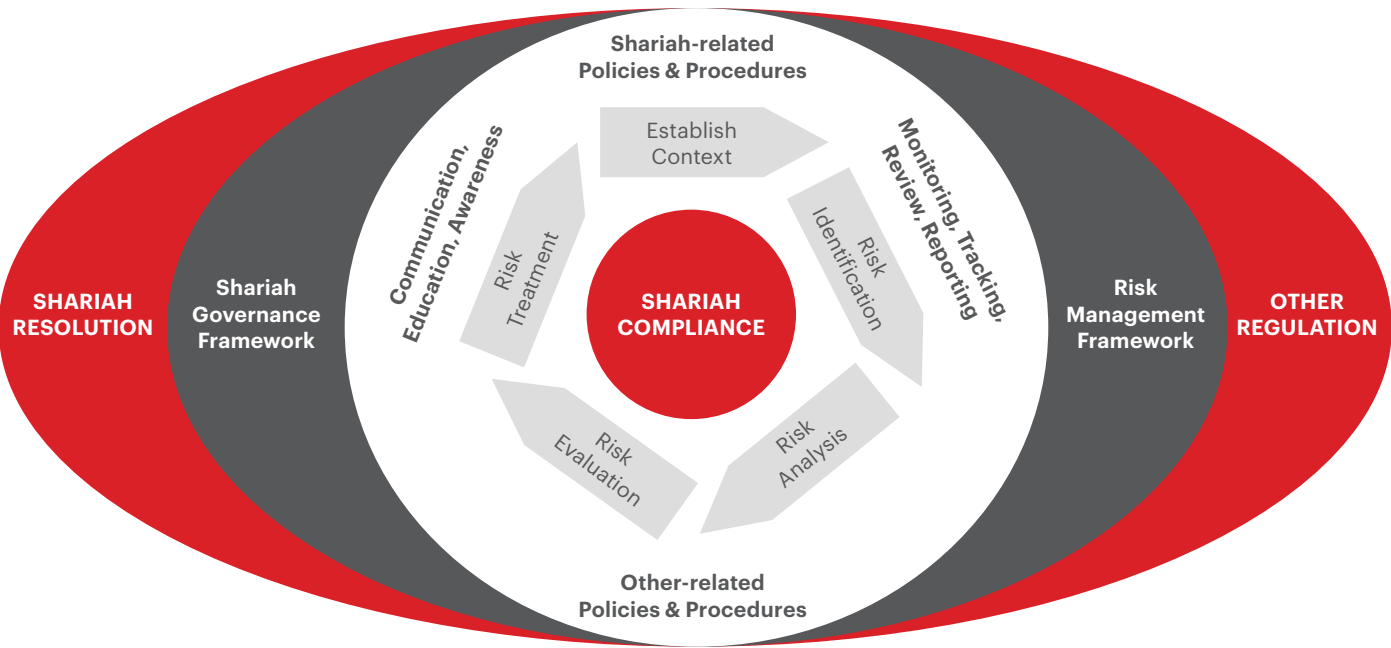 Shariah-related
Policies & Procedures
Establish
Context
Communication,
Education, Awareness
Monitoring, Tracking,
Review, Reporting
Risk
Treatment
Risk
Identification
SHARIAH
RESOLUTION
Shariah
Governance
Framework
SHARIAH
COMPLIANCE
Risk
Management
Framework
OTHER
REGULATION
Risk
Evaluation
Risk
Analysis
Other-related
Policies & Procedures